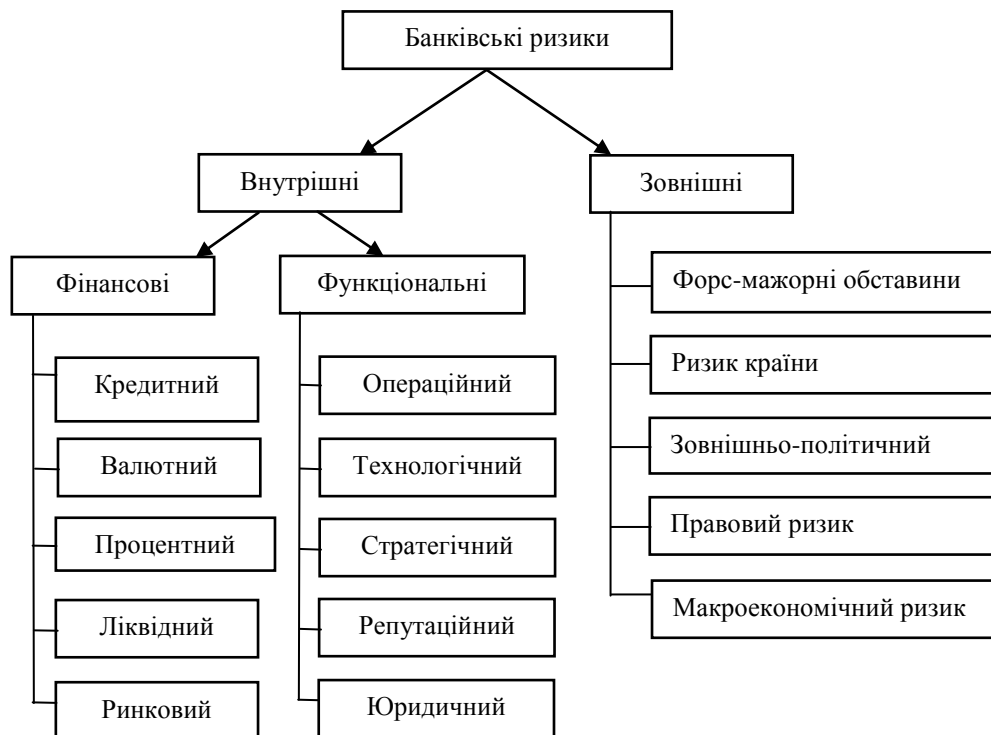 Банківські ризики
Внутрішні
Зовнішні
Фінансові
Функціональні
Кредитний
Валютний
Процентний
Ліквідний
Ринковий
Операційний
Технологічний
Стратегічний
Репутаційний
Юридичний
Форс-мажорні обставини
Ризик країни
Зовнішньо-політичний
Правовий ризик
Макроекономічний ризик